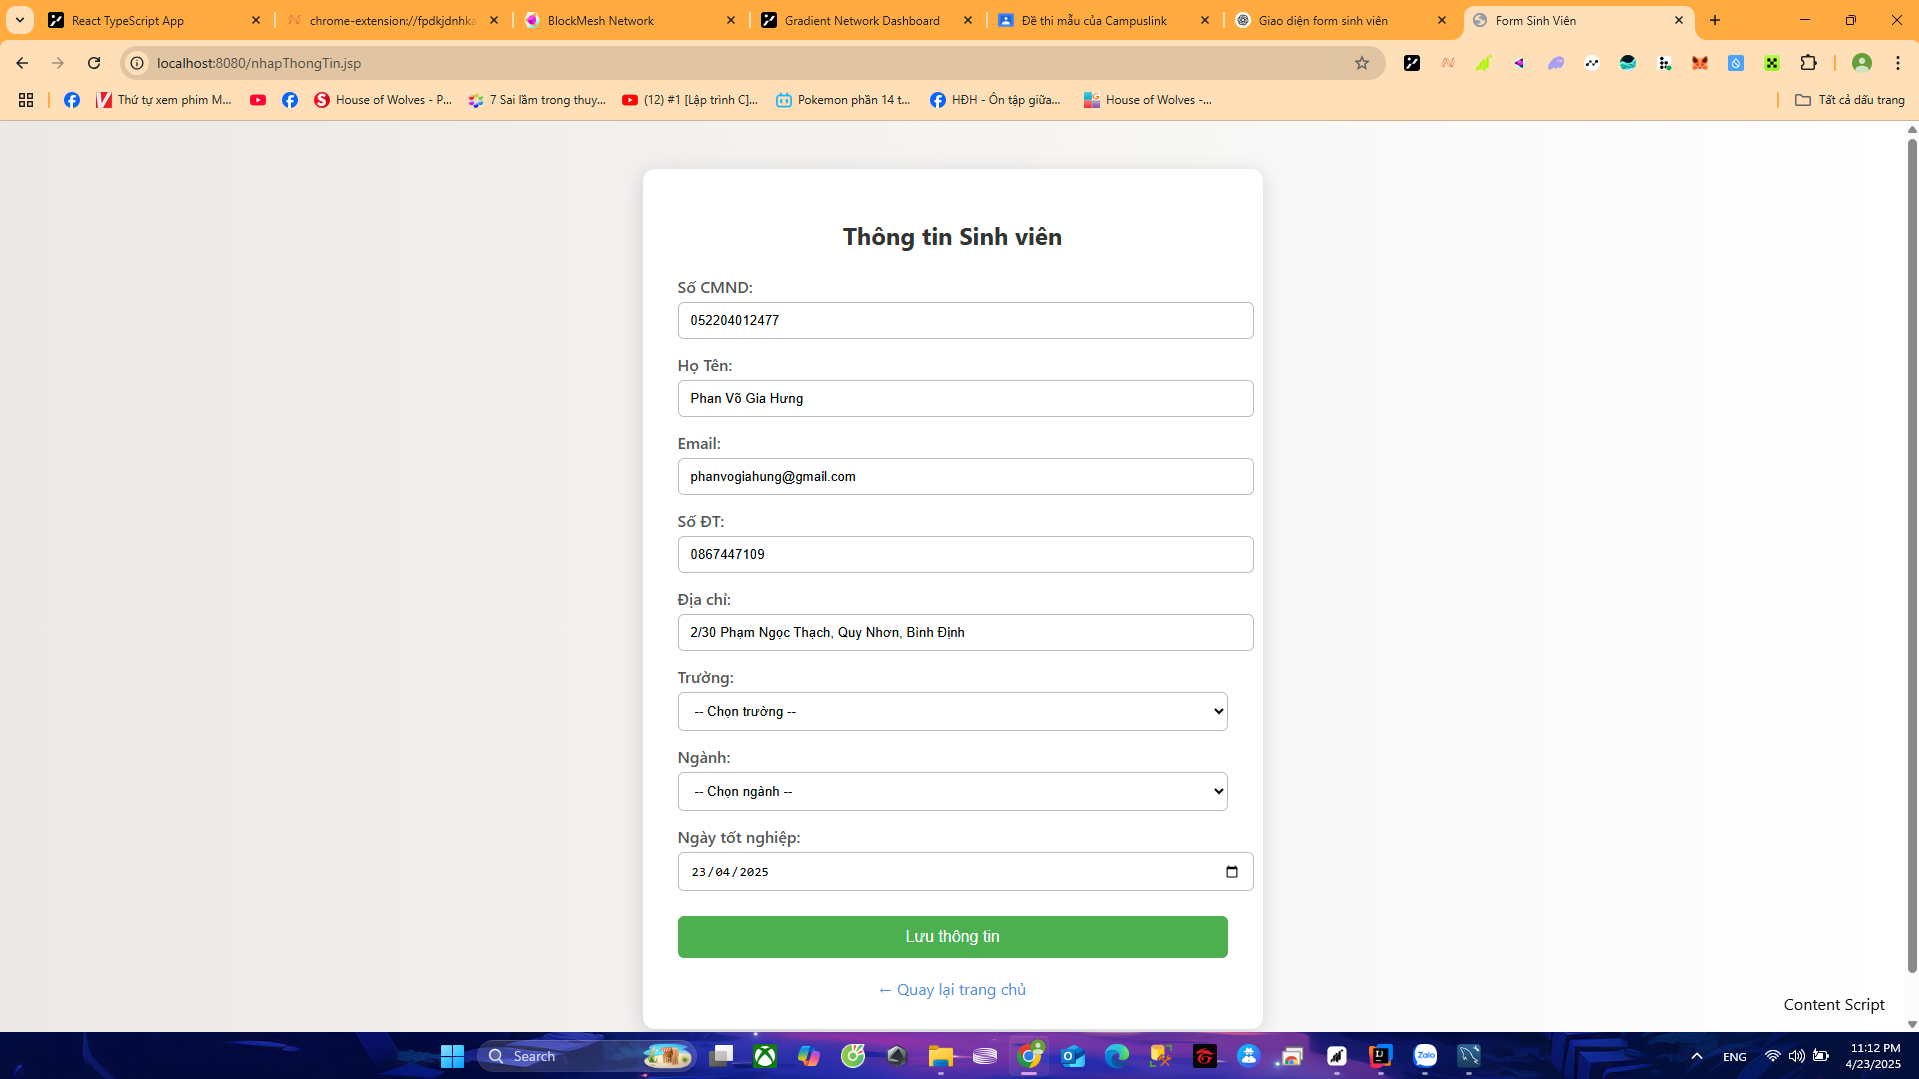 React TypeScript App
chrome-extension://fpdkjdnhka
BlockMesh Network
Gradient Network Dashboard
Đề thi mẫu của Campuslink
Giao diện form sinh viên
Form Sinh Viên
localhost:8080/nhapThongTin.jsp
Thứ tự xem phim M...
House of Wolves - P...
7 Sai lầm trong thuy...
(12) #1 [Lập trình C]...
Pokemon phần 14 t...
HĐH - Ôn tập giữa...
House of Wolves -...
Tất cả dấu trang
Thông tin Sinh viên
Số CMND:
052204012477
Họ Tên:
Phan Võ Gia Hưng
Email:
phanvogiahung@gmail.com
Số ĐT:
0867447109
Địa chỉ:
2/30 Phạm Ngọc Thạch, Quy Nhơn, Bình Định
Trường:
-- Chọn trường --
Ngành:
-- Chọn ngành --
Ngày tốt nghiệp:
23/04/2025
Lưu thông tin
← Quay lại trang chủ
Content Script
Search
Zalo
ENG
11:12 PM
4/23/2025